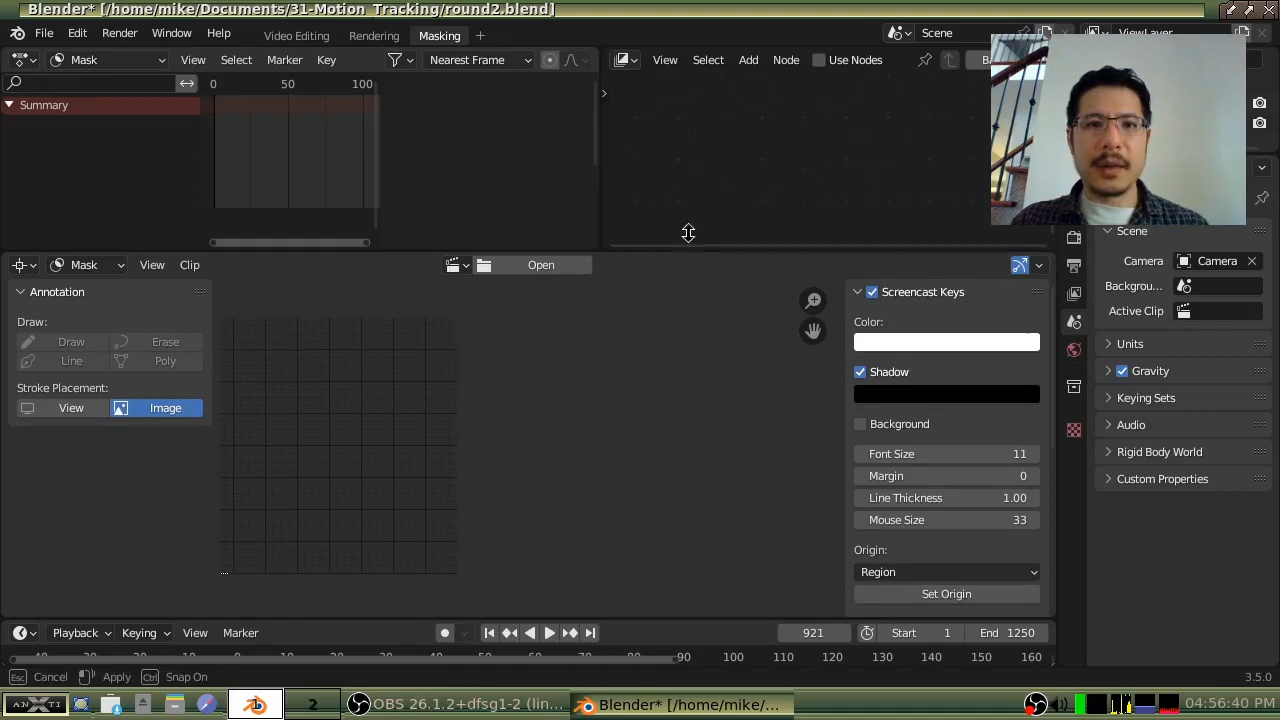 Blender* [/home/mike/Documents/31-Motion_Tracking/round2.blend]
File Edit Render Window Help Video Editing Rendering Masking Scene ViewLayer
Mask View Select Marker Key Nearest Frame View Select Add Node Use Nodes
0 50 100
Summary
Mask View Clip Open
Annotation
Draw:
Draw Erase
Line Poly
Stroke Placement:
View Image
Screencast Keys
Color:
Shadow
Background
Font Size 11
Margin 0
Line Thickness 1.00
Mouse Size 33
Origin:
Region
Set Origin
Scene
Camera Camera
Backgrou...
Active Clip
Units
Gravity
Keying Sets
Audio
Rigid Body World
Custom Properties
Playback Keying View Marker 921 Start 1 End 1250
90 100 110 120 130 140 150 160
Esc Cancel Apply Ctrl Snap On 3.5.0
ANTI 1 2 OBS 26.1.2+dfsg1-2 (lin... Blender* [/home/mike/... 04:56:40 PM